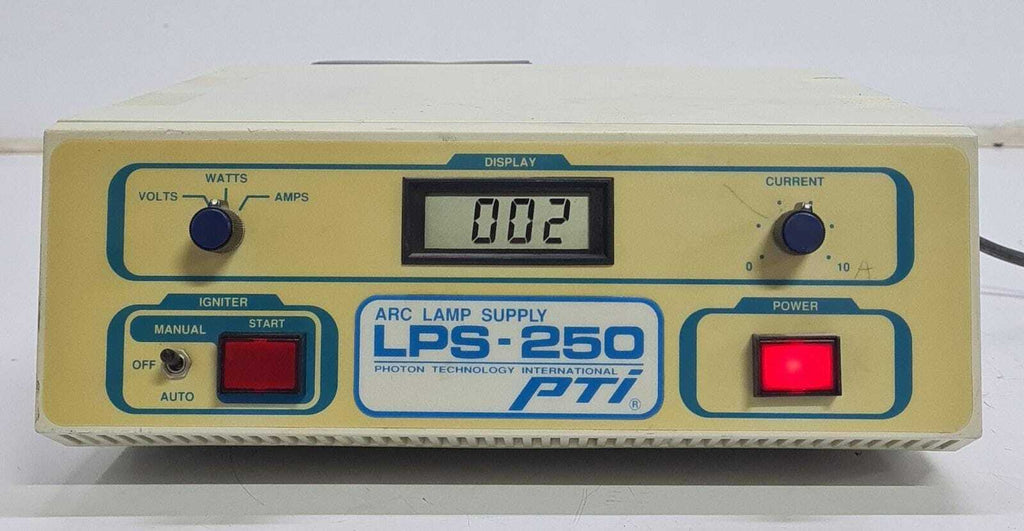 DISPLAY
WATTS
VOLTS
AMPS
002
CURRENT
0
10 A
IGNITER
MANUAL
START
OFF
AUTO
ARC LAMP SUPPLY
LPS-250
PHOTON TECHNOLOGY INTERNATIONAL
PTi ®
POWER